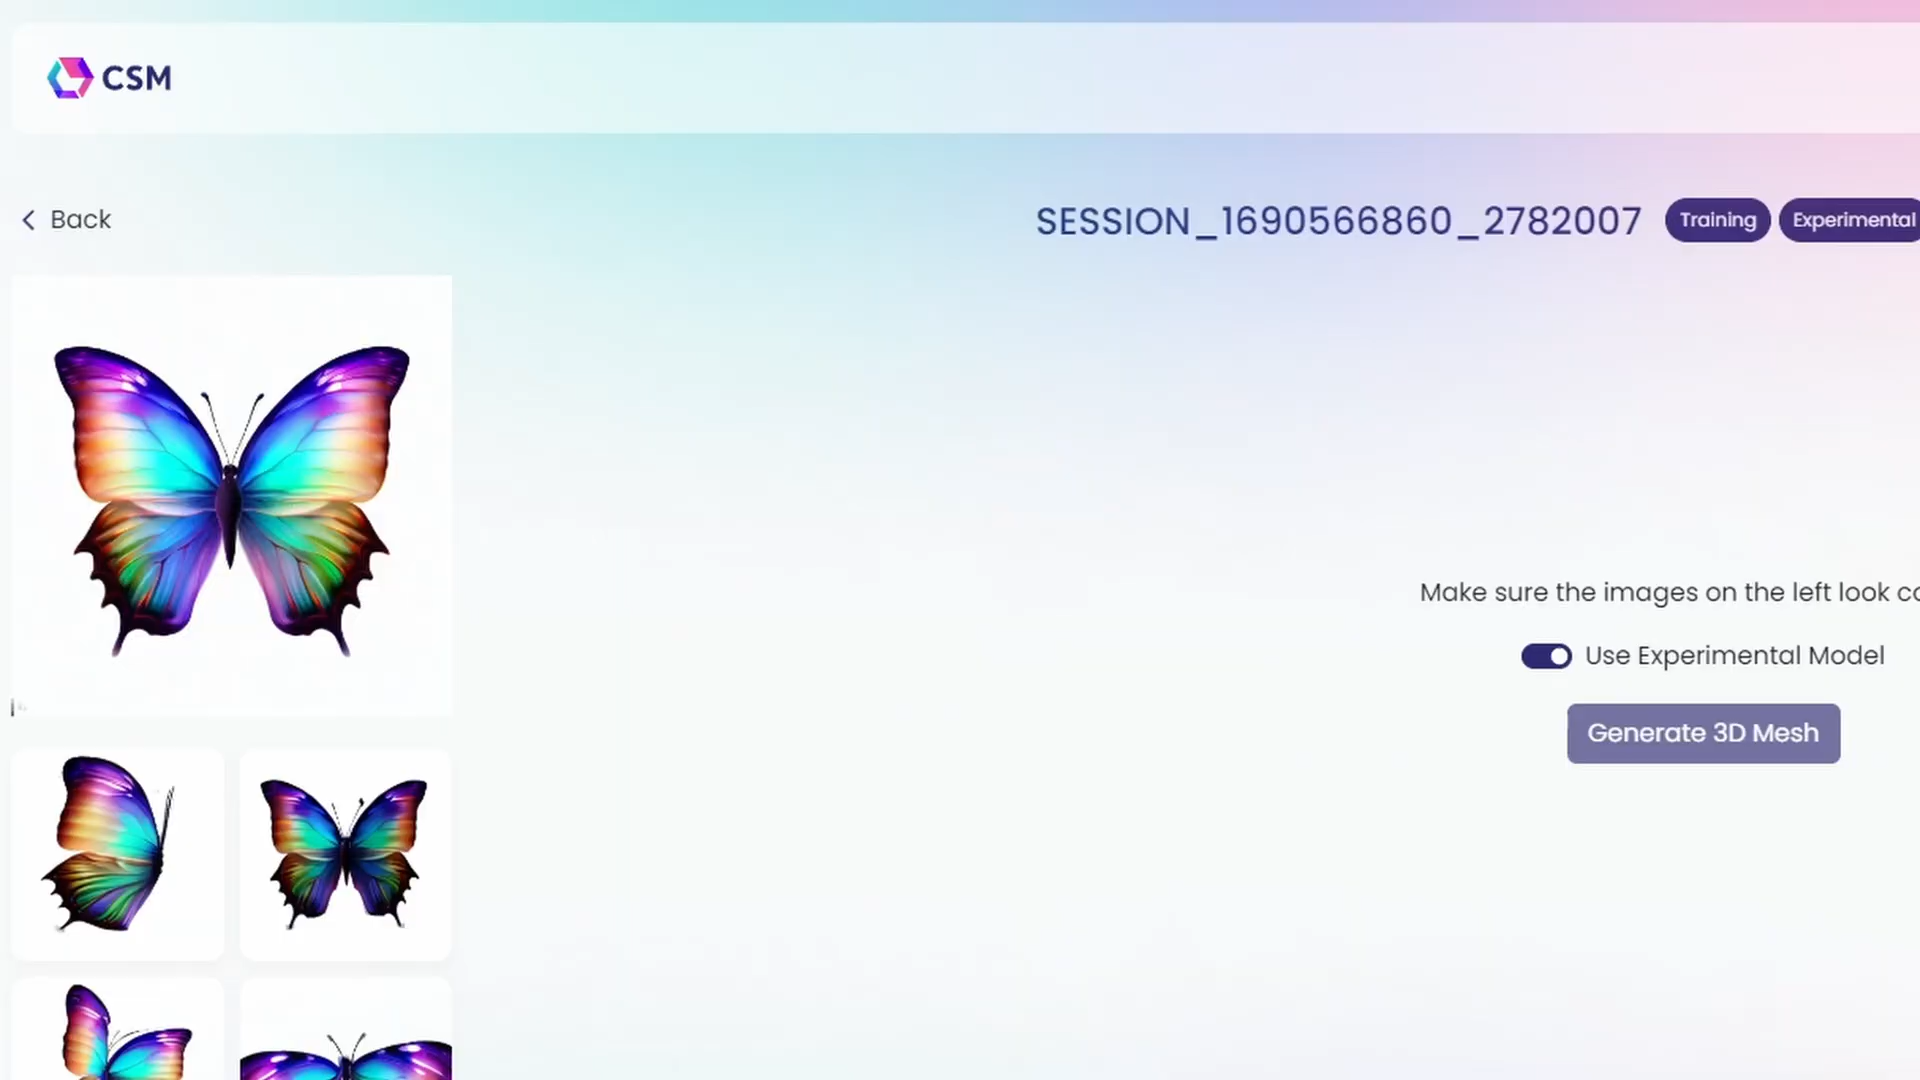 CSM
Back
SESSION_1690566860_2782007
Training
Experimental
Make sure the images on the left look
Use Experimental Model
Generate 3D Mesh